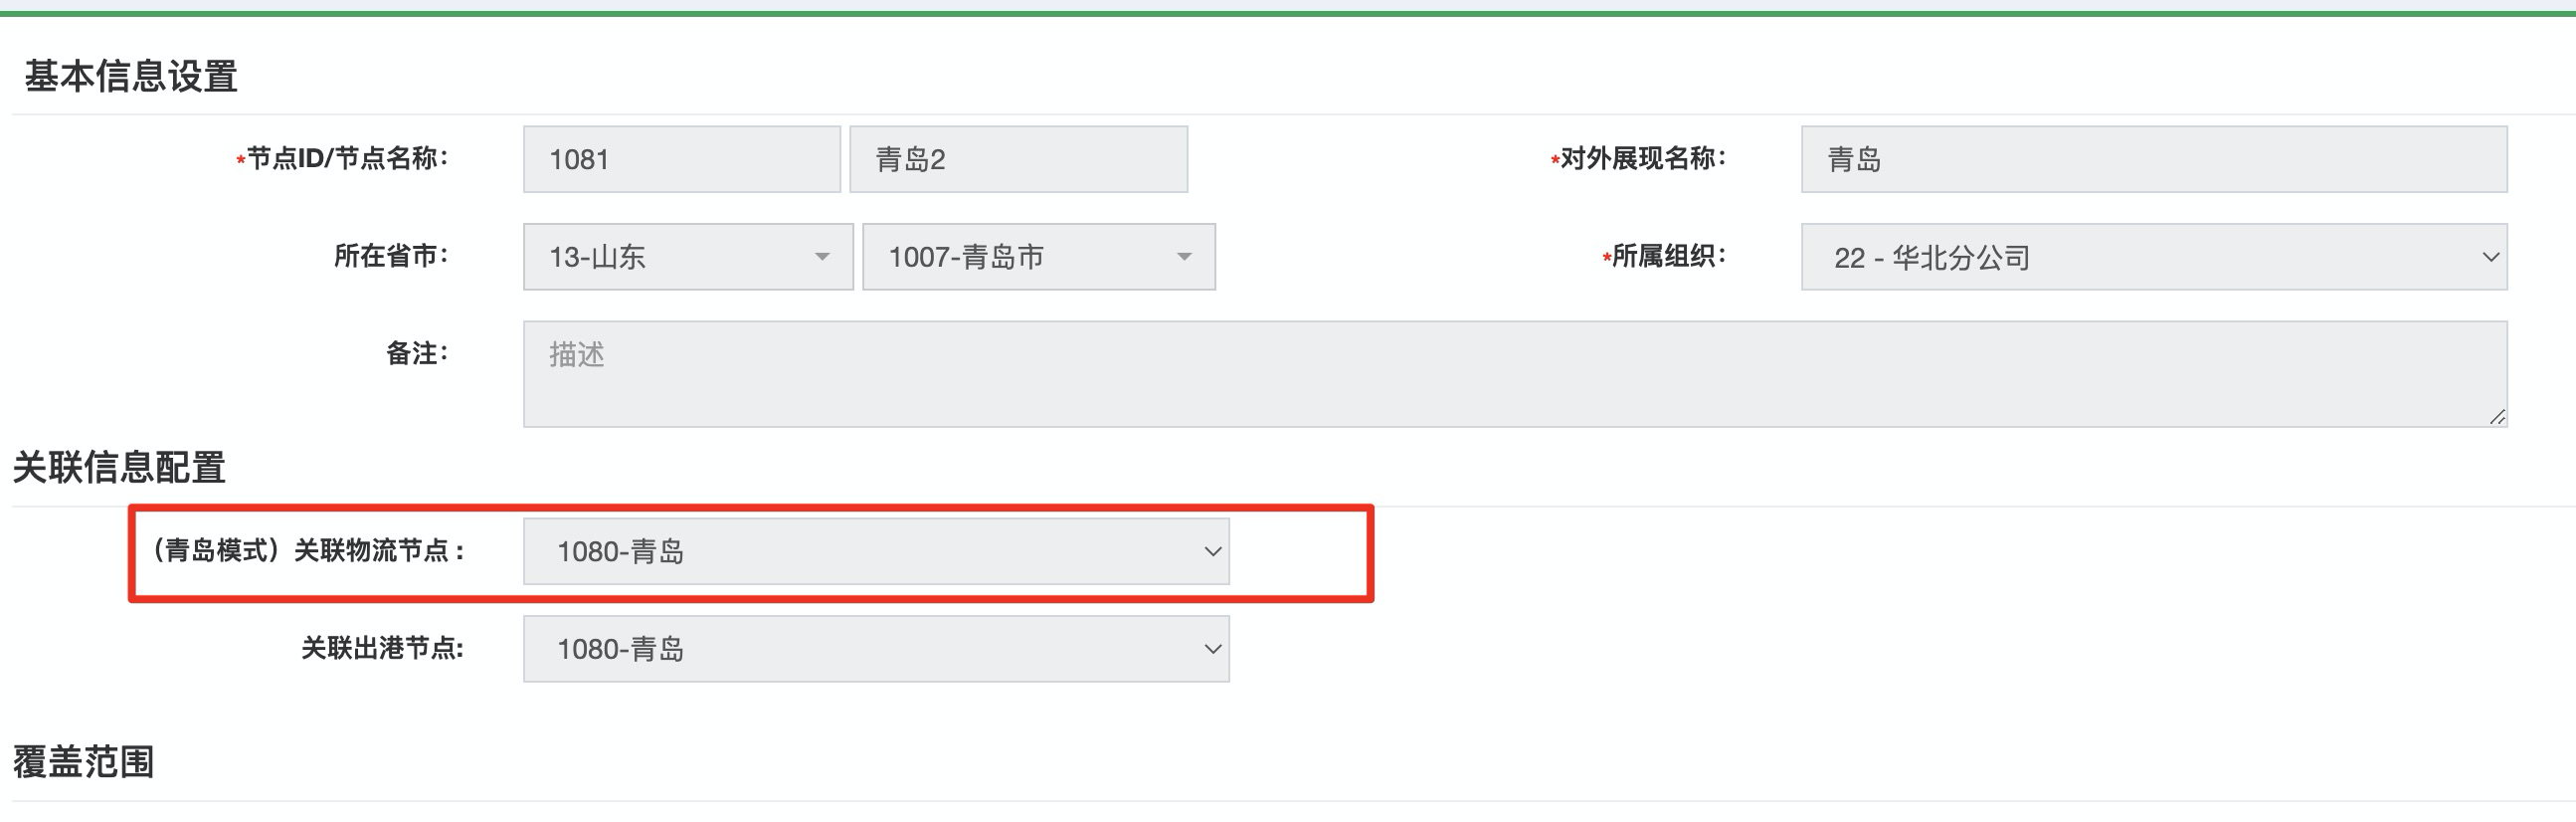 基本信息设置
*节点ID/节点名称： 1081 青岛2 *对外展现名称： 青岛
所在省市： 13-山东 1007-青岛市 *所属组织： 22 - 华北分公司
备注： 描述
关联信息配置
（青岛模式）关联物流节点： 1080-青岛
关联出港节点: 1080-青岛
覆盖范围